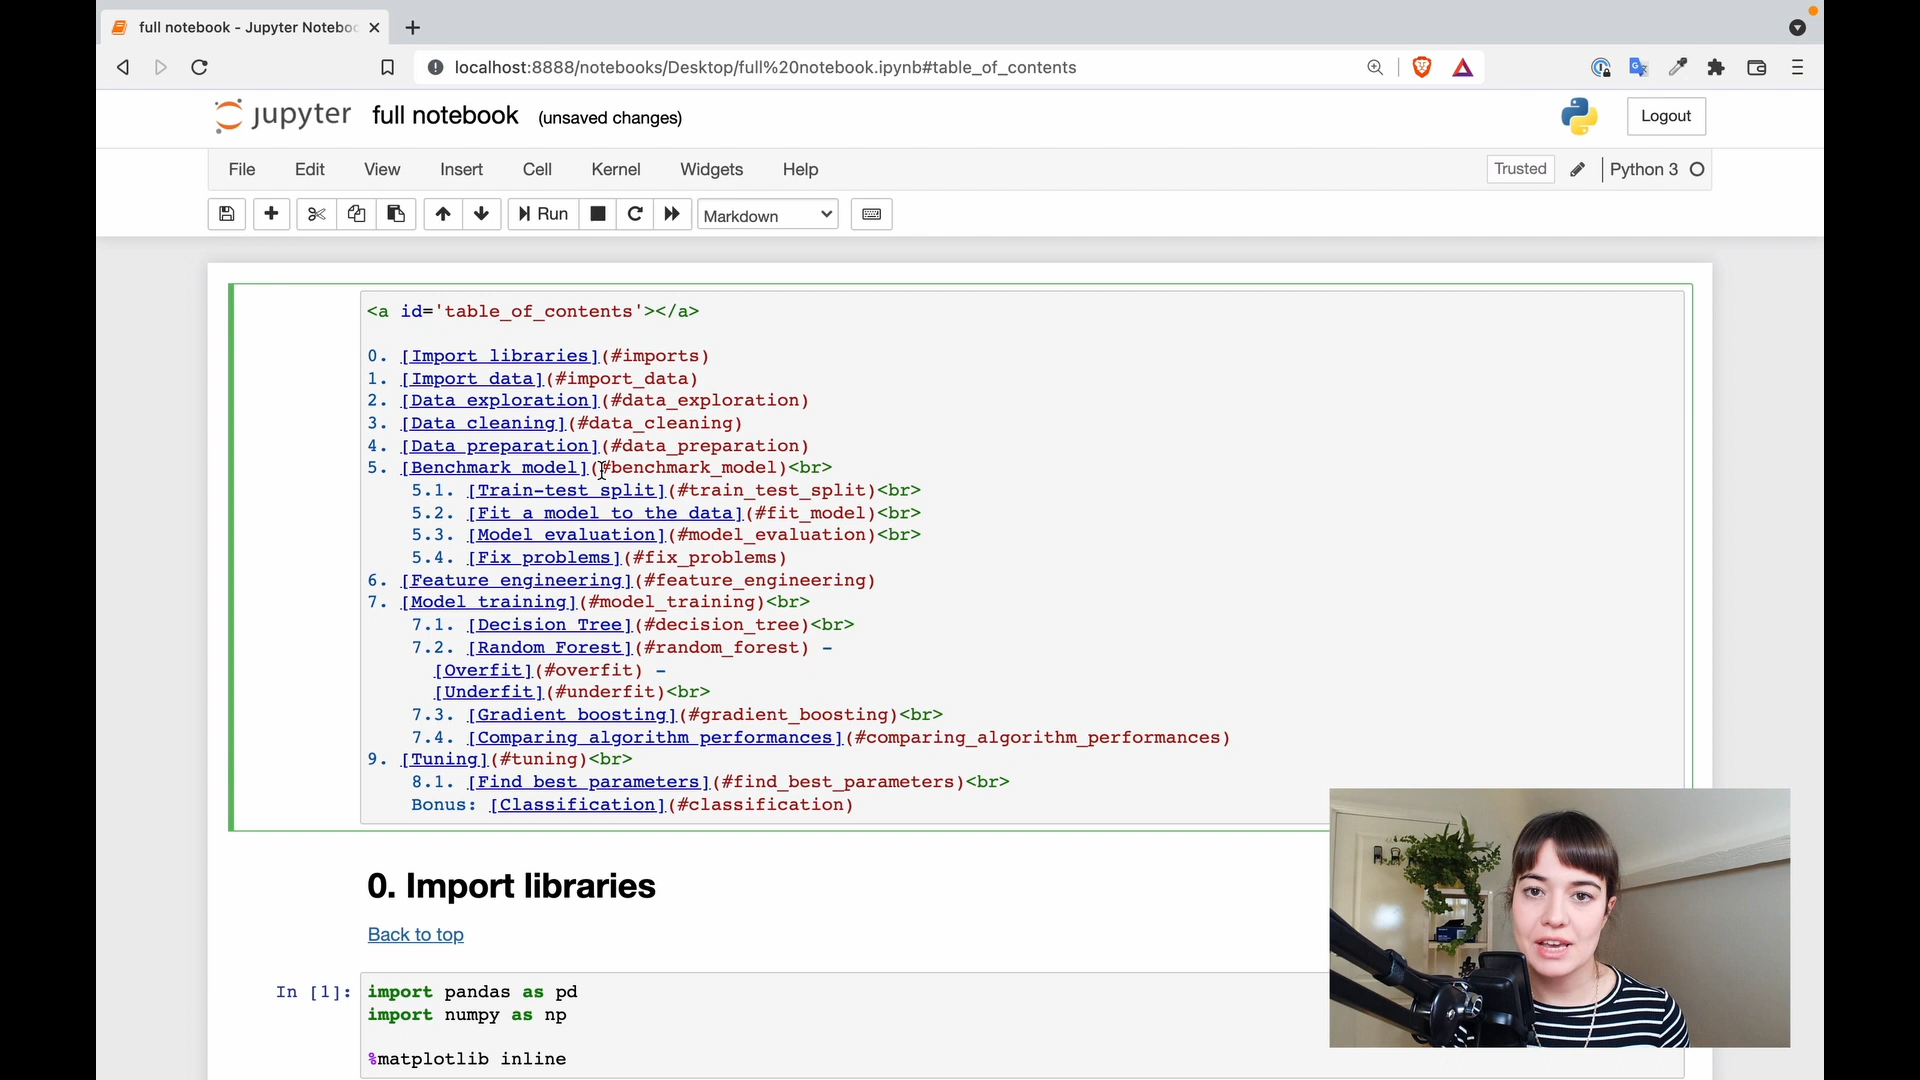 full notebook - Jupyter Noteboo
localhost:8888/notebooks/Desktop/full%20notebook.ipynb#table_of_contents
jupyter full notebook (unsaved changes)
Logout
File Edit View Insert Cell Kernel Widgets Help
Trusted Python 3
Run Markdown
<a id='table_of_contents'></a>
0. [Import libraries](#imports)
1. [Import data](#import_data)
2. [Data exploration](#data_exploration)
3. [Data cleaning](#data_cleaning)
4. [Data preparation](#data_preparation)
5. [Benchmark model](#benchmark_model)<br>
5.1. [Train-test split](#train_test_split)<br>
5.2. [Fit a model to the data](#fit_model)<br>
5.3. [Model evaluation](#model_evaluation)<br>
5.4. [Fix problems](#fix_problems)
6. [Feature engineering](#feature_engineering)
7. [Model training](#model_training)<br>
7.1. [Decision Tree](#decision_tree)<br>
7.2. [Random Forest](#random_forest) -
[Overfit](#overfit) -
[Underfit](#underfit)<br>
7.3. [Gradient boosting](#gradient_boosting)<br>
7.4. [Comparing algorithm performances](#comparing_algorithm_performances)
9. [Tuning](#tuning)<br>
8.1. [Find best parameters](#find_best_parameters)<br>
Bonus: [Classification](#classification)
0. Import libraries
Back to top
In [1]: import pandas as pd
import numpy as np
%matplotlib inline